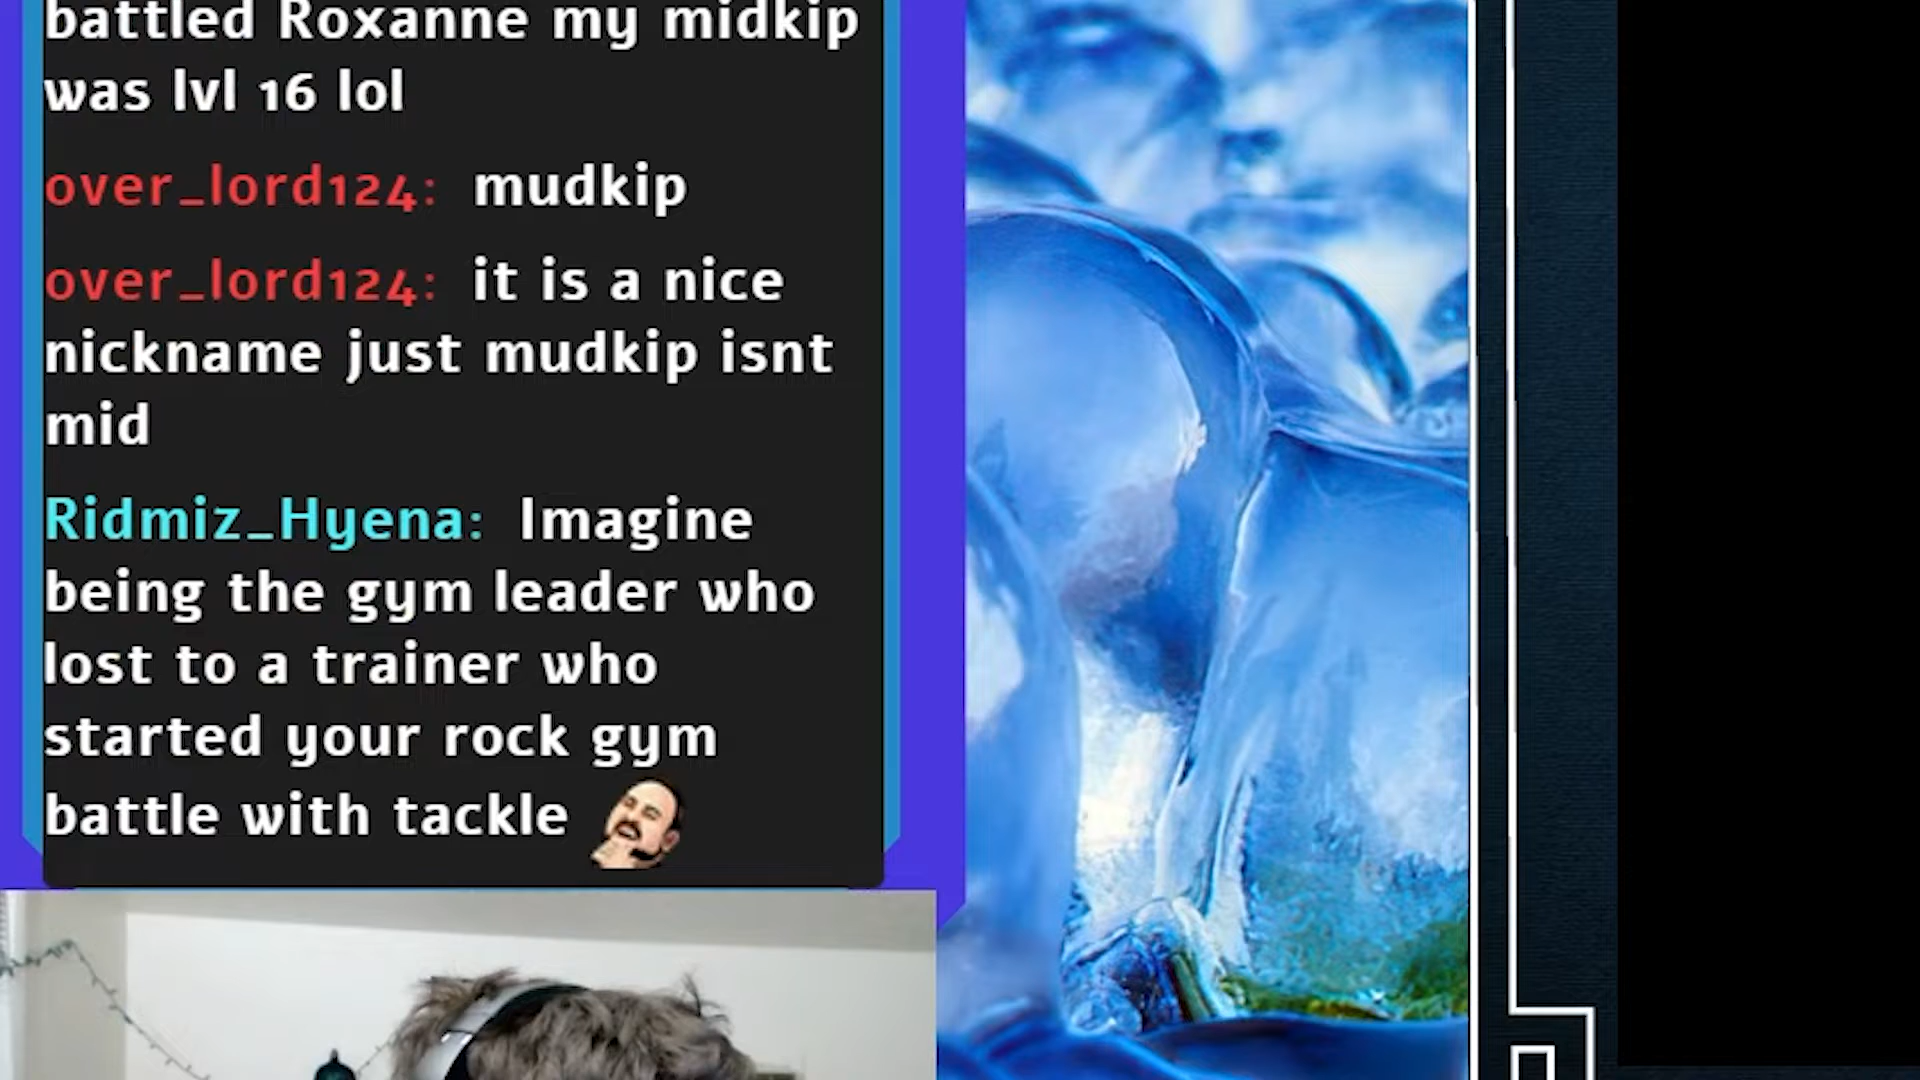 battled Roxanne my midkip
was lvl 16 lol
over_lord124: mudkip
over_lord124: it is a nice
nickname just mudkip isnt
mid
Ridmiz_Hyena: Imagine
being the gym leader who
lost to a trainer who
started your rock gym
battle with tackle